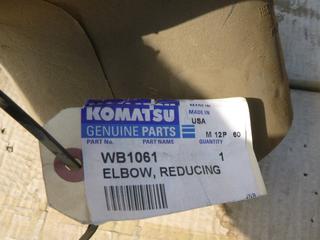 KOMATSU
MADE IN
USA
GENUINE PARTS
M 12P 60
PART No. PART NAME QUANTITY
WB1061 1
ELBOW, REDUCING